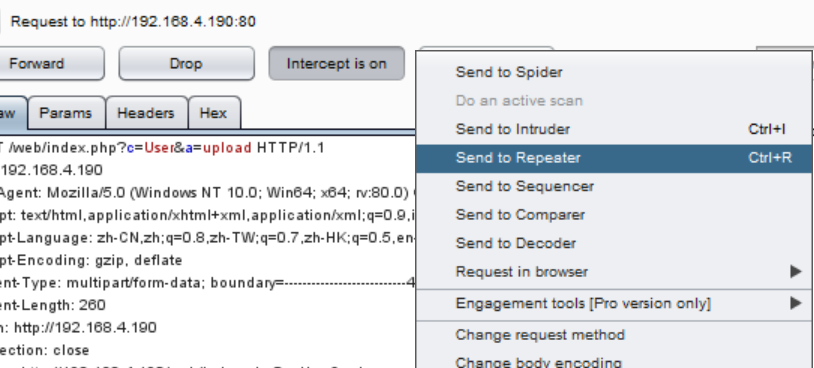 Request to http://192.168.4.190:80
Forward
Drop
Intercept is on
aw
Params
Headers
Hex
T /web/index.php?c=User&a=upload HTTP/1.1
192.168.4.190
Agent: Mozilla/5.0 (Windows NT 10.0; Win64; x64; rv:80.0)
pt: text/html,application/xhtml+xml,application/xml;q=0.9,i
pt-Language: zh-CN,zh;q=0.8,zh-TW;q=0.7,zh-HK;q=0.5,en-
pt-Encoding: gzip, deflate
ent-Type: multipart/form-data; boundary=---------------------------4
ent-Length: 260
n: http://192.168.4.190
ection: close
Send to Spider
Do an active scan
Send to Intruder Ctrl+I
Send to Repeater Ctrl+R
Send to Sequencer
Send to Comparer
Send to Decoder
Request in browser
Engagement tools [Pro version only]
Change request method
Change body encoding